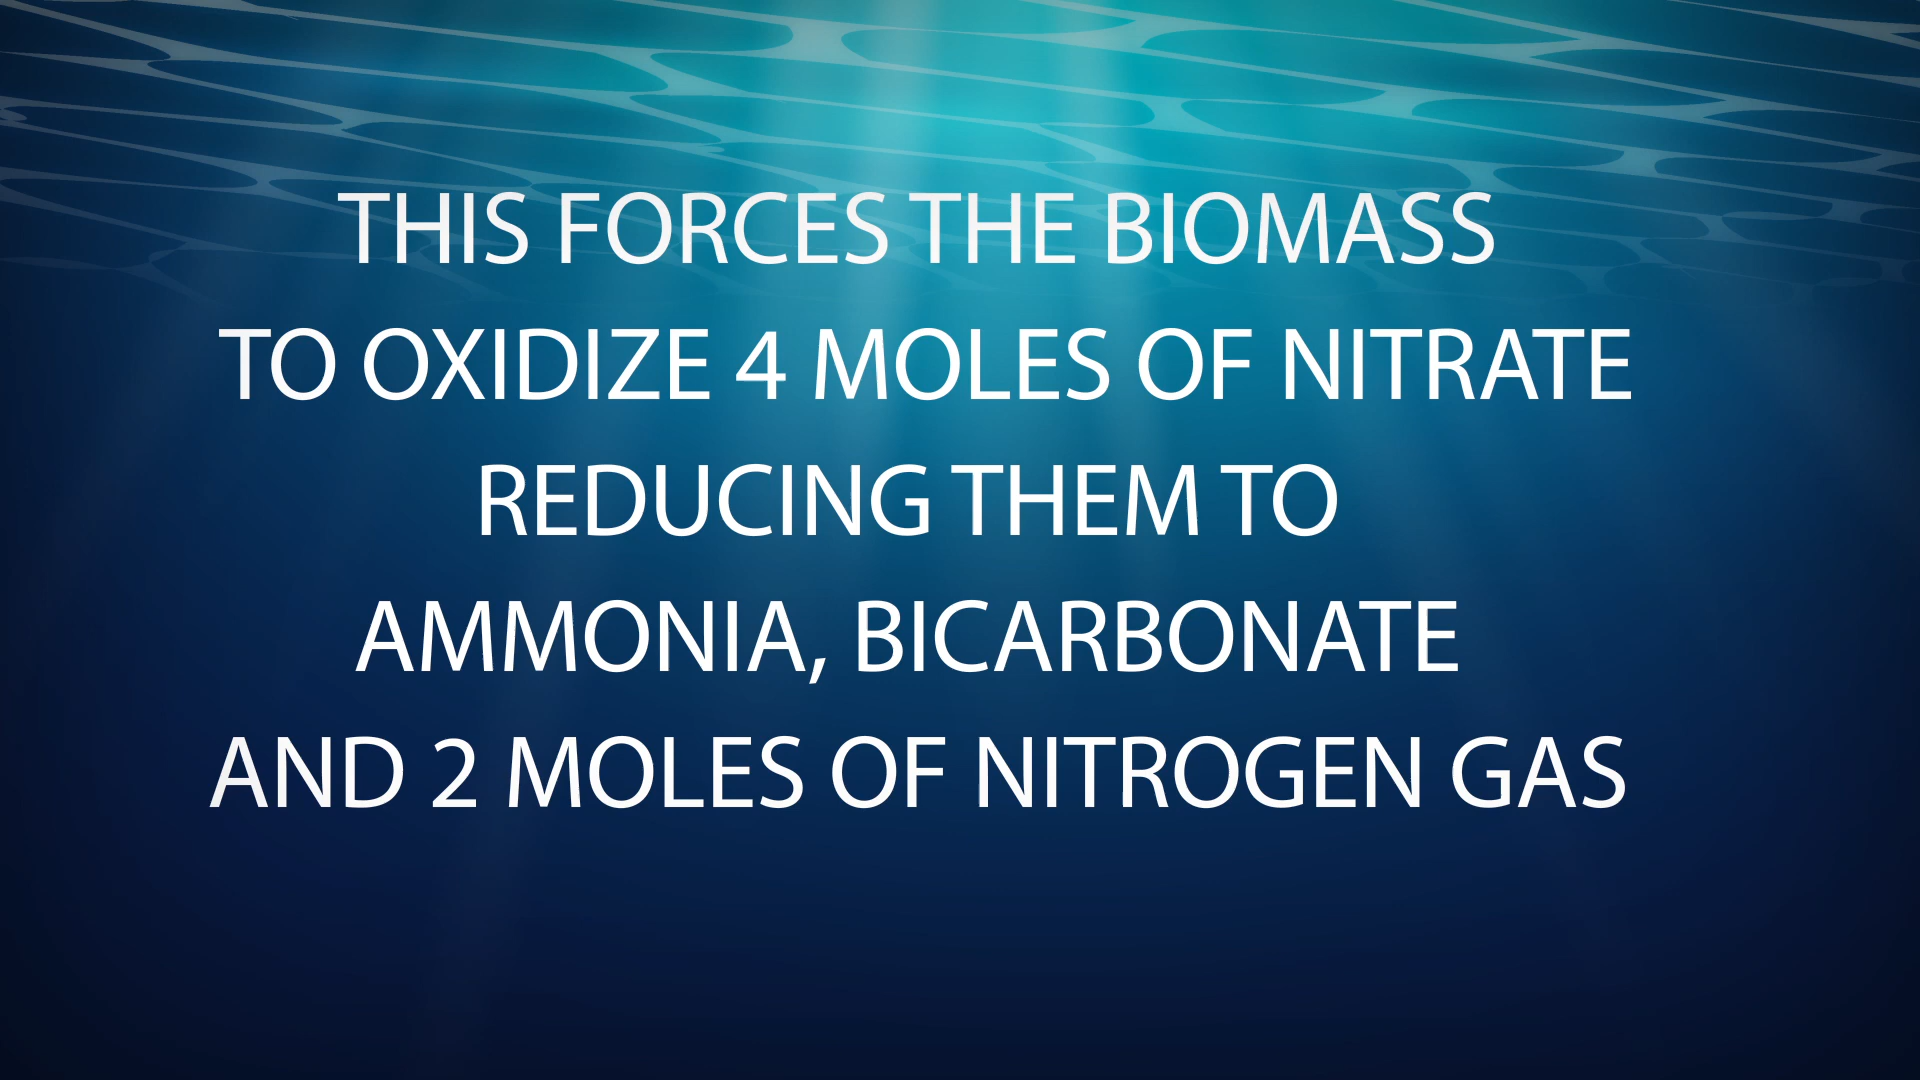 THIS FORCES THE BIOMASS
TO OXIDIZE 4 MOLES OF NITRATE
REDUCING THEM TO
AMMONIA, BICARBONATE
AND 2 MOLES OF NITROGEN GAS